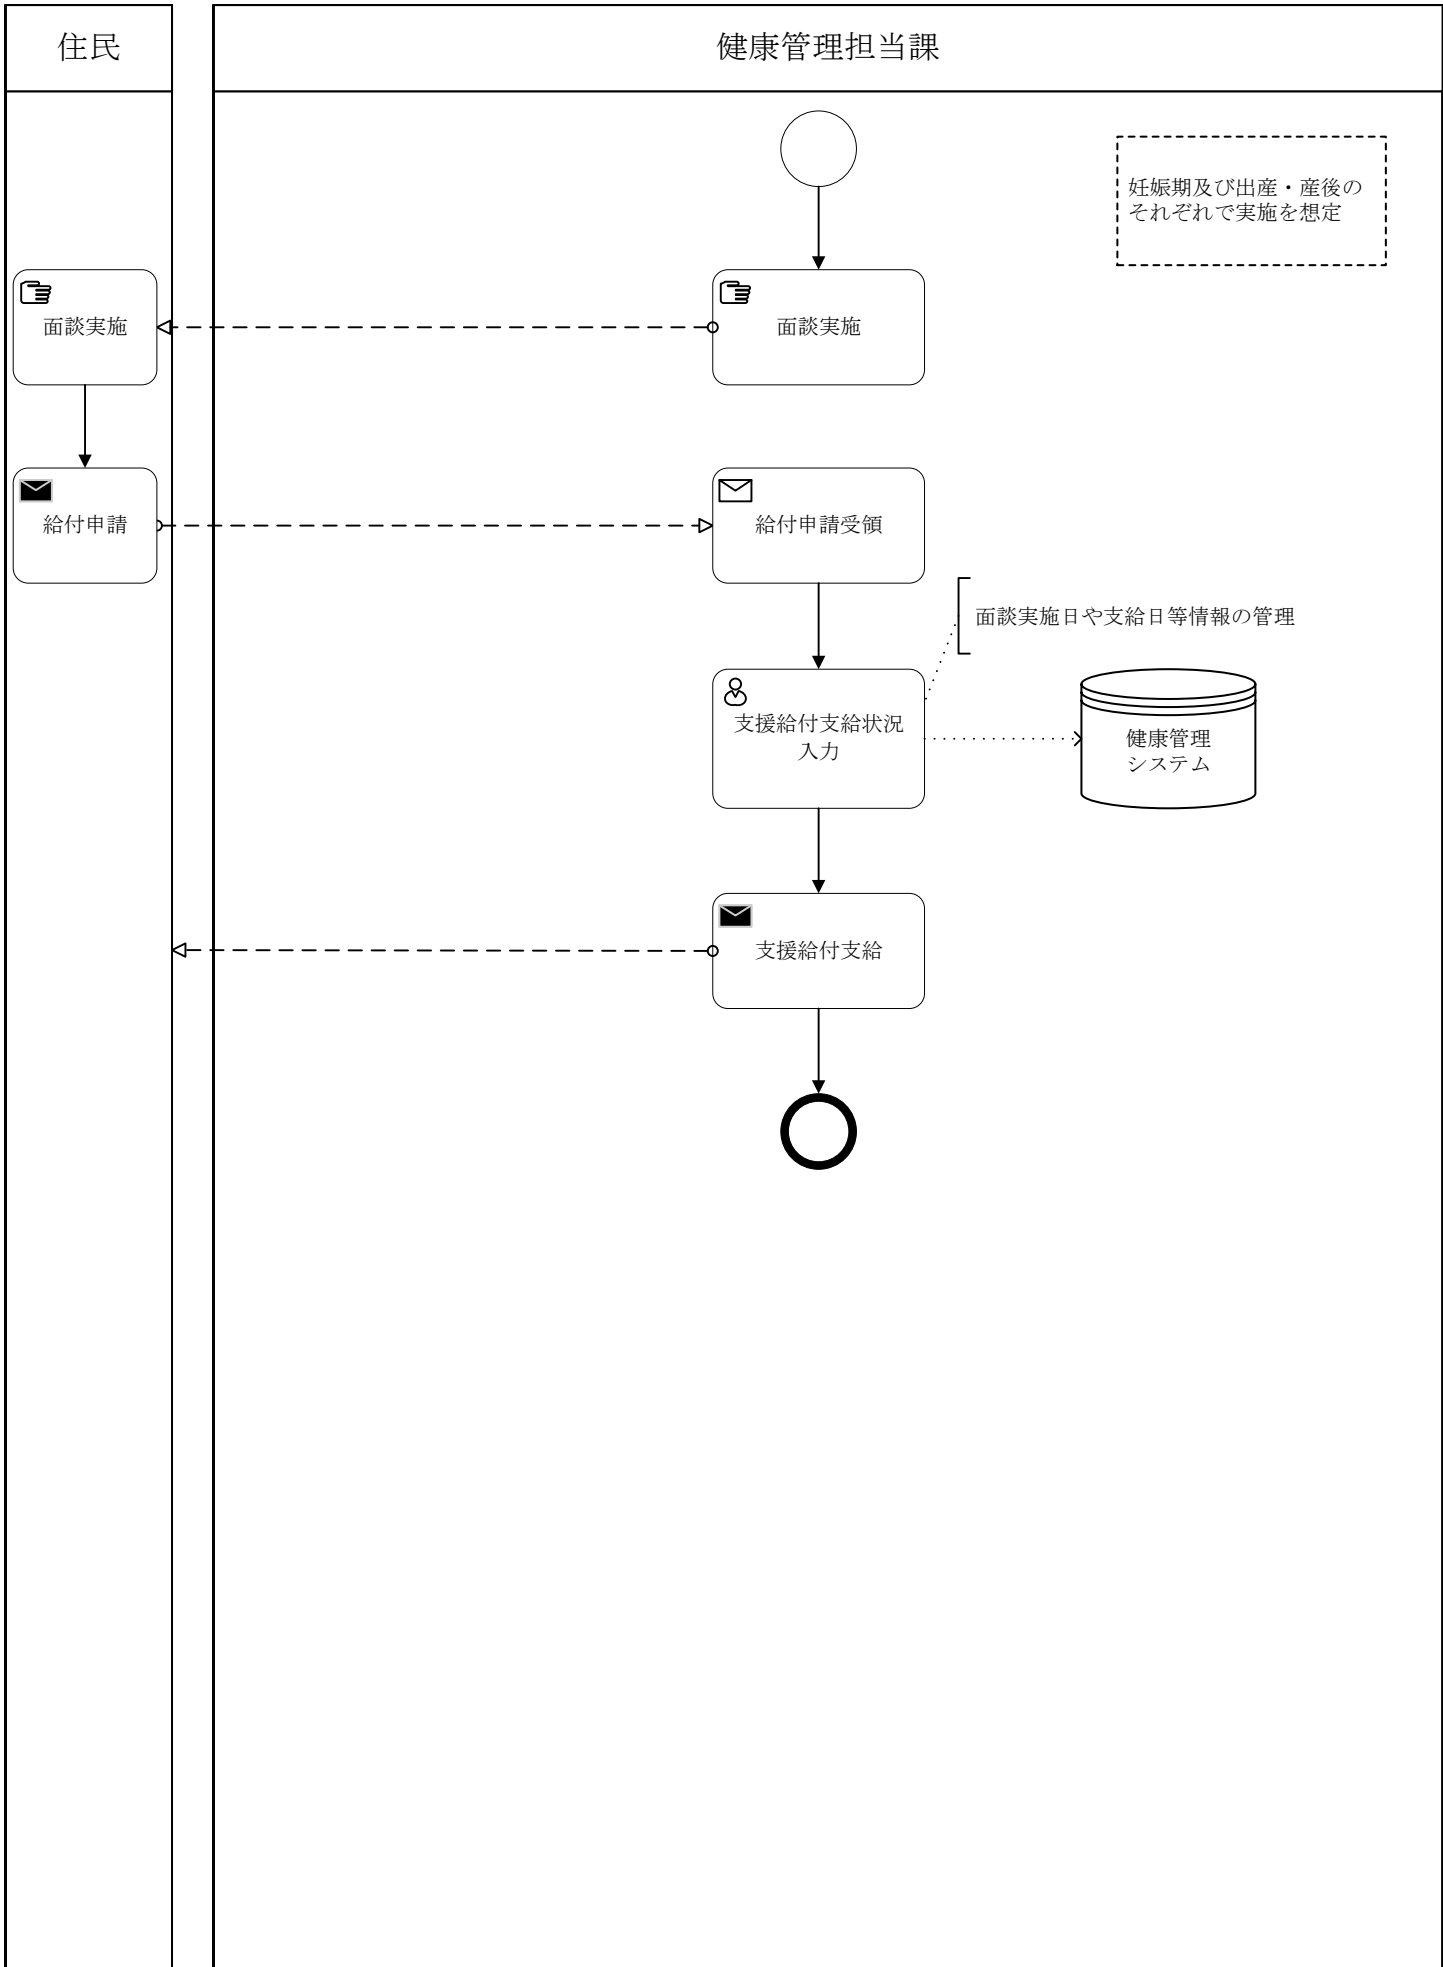 住民
健康管理担当課
妊娠期及び出産・産後の
それぞれで実施を想定
面談実施
面談実施
給付申請
給付申請受領
面談実施日や支給日等情報の管理
支援給付支給状況
入力
健康管理
システム
支援給付支給